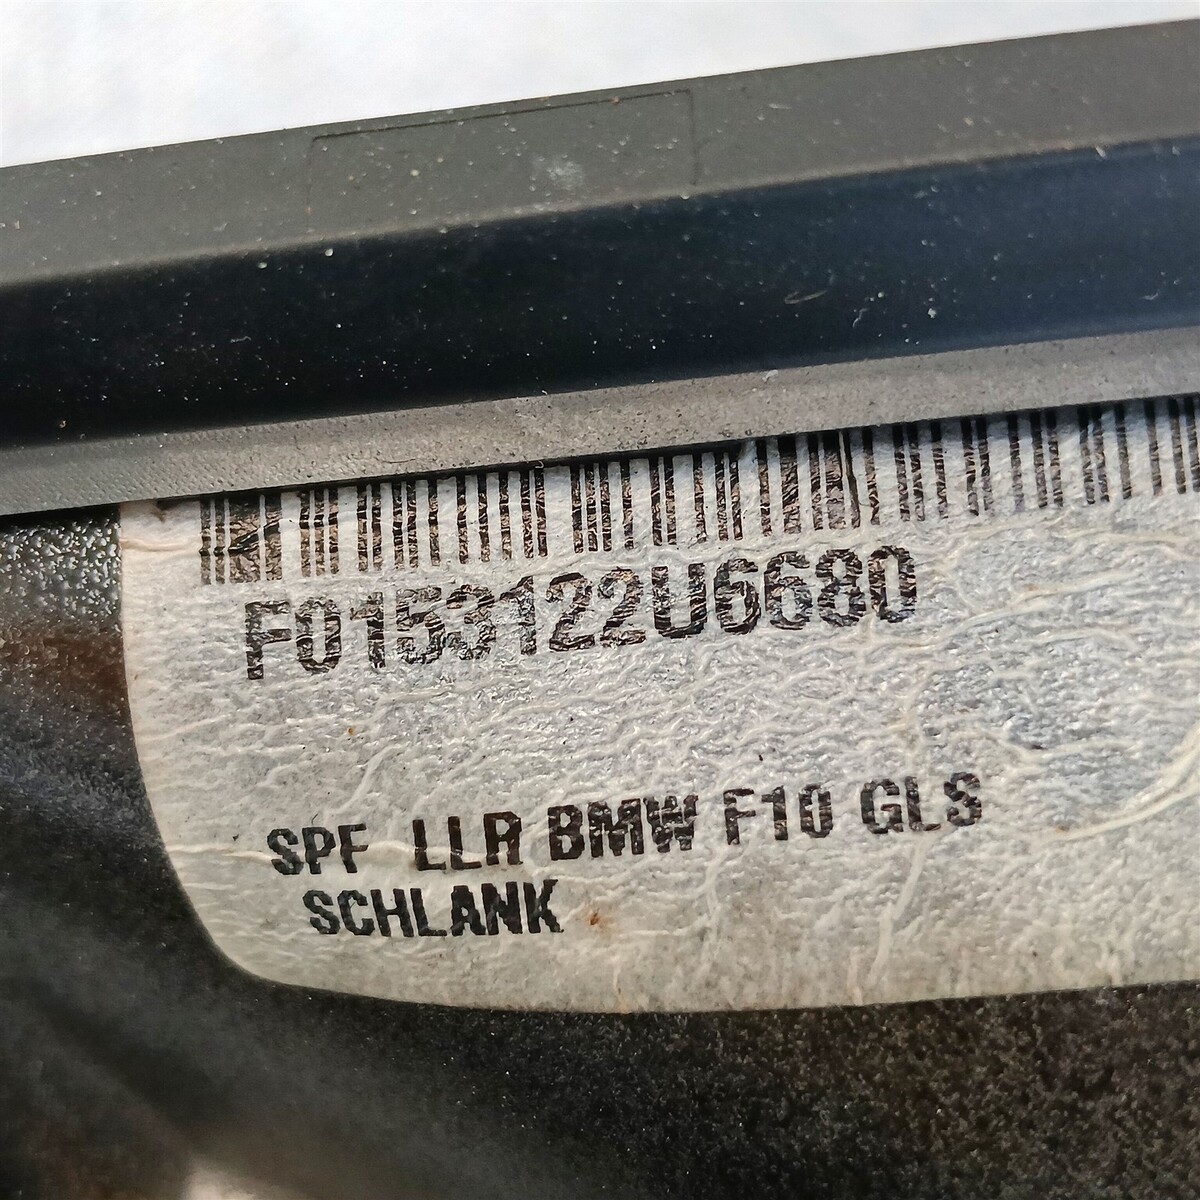 F0153122U6680
SPF LLR BMW F10 GLS
SCHLANK